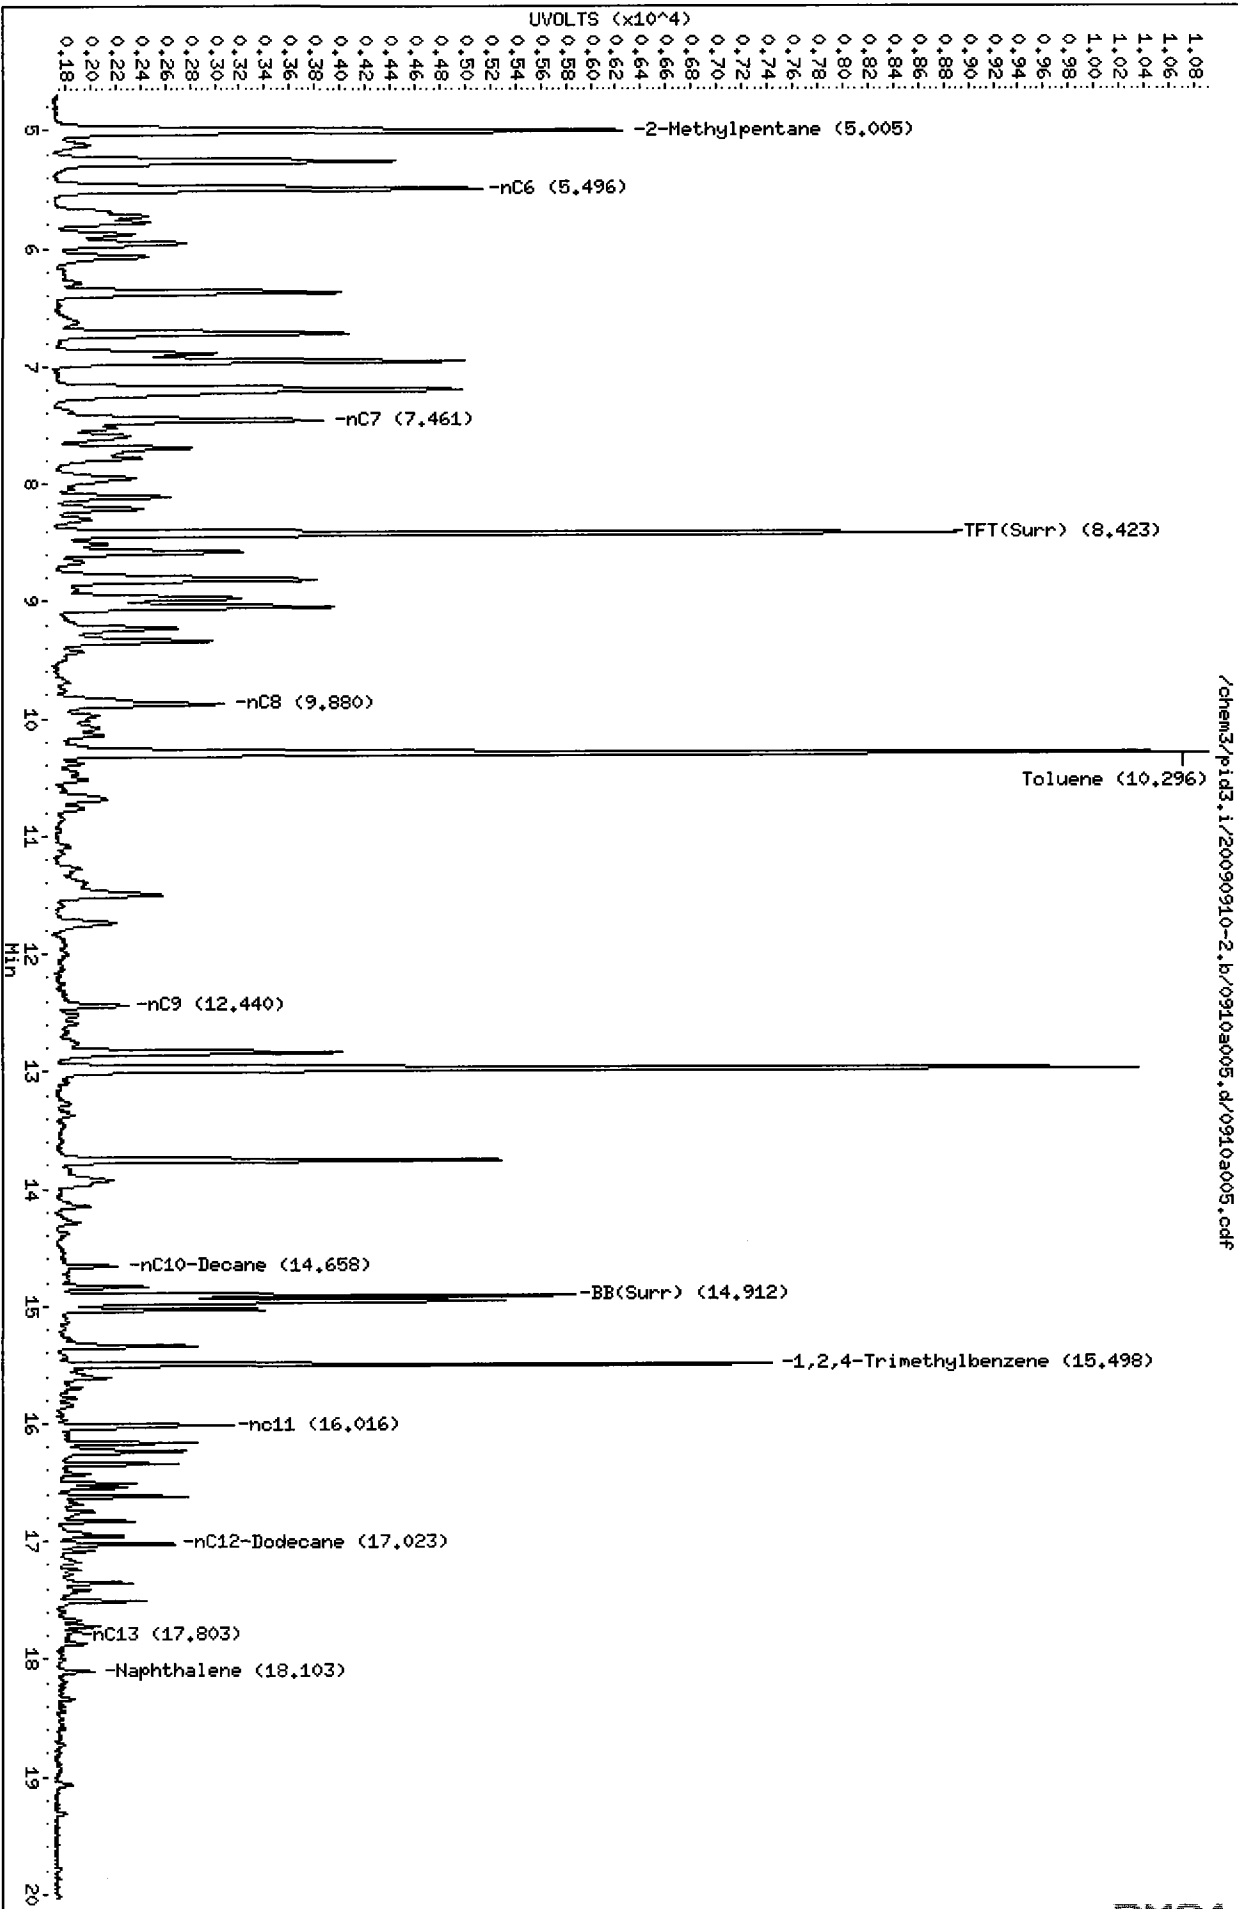 /chem3/pid3.i/20090910-2.b/0910a005.d/0910a005.cdf
UVOLTS (x10^4)
1.08
1.06
1.04
1.02
1.00
0.98
0.96
0.94
0.92
0.90
0.88
0.86
0.84
0.82
0.80
0.78
0.76
0.74
0.72
0.70
0.68
0.66
0.64
0.62
0.60
0.58
0.56
0.54
0.52
0.50
0.48
0.46
0.44
0.42
0.40
0.38
0.36
0.34
0.32
0.30
0.28
0.26
0.24
0.22
0.20
0.18
-2-Methylpentane (5.005)
-nC6 (5.496)
-nC7 (7.461)
-TFT(Surr) (8.423)
-nC8 (9.880)
Toluene (10.296)
-nC9 (12.440)
-nC10-Decane (14.658)
-BB(Surr) (14.912)
-1,2,4-Trimethylbenzene (15.498)
-nc11 (16.016)
-nC12-Dodecane (17.023)
-nC13 (17.803)
-Naphthalene (18.103)
5 6 7 8 9 10 11 12 13 14 15 16 17 18 19 20
Min